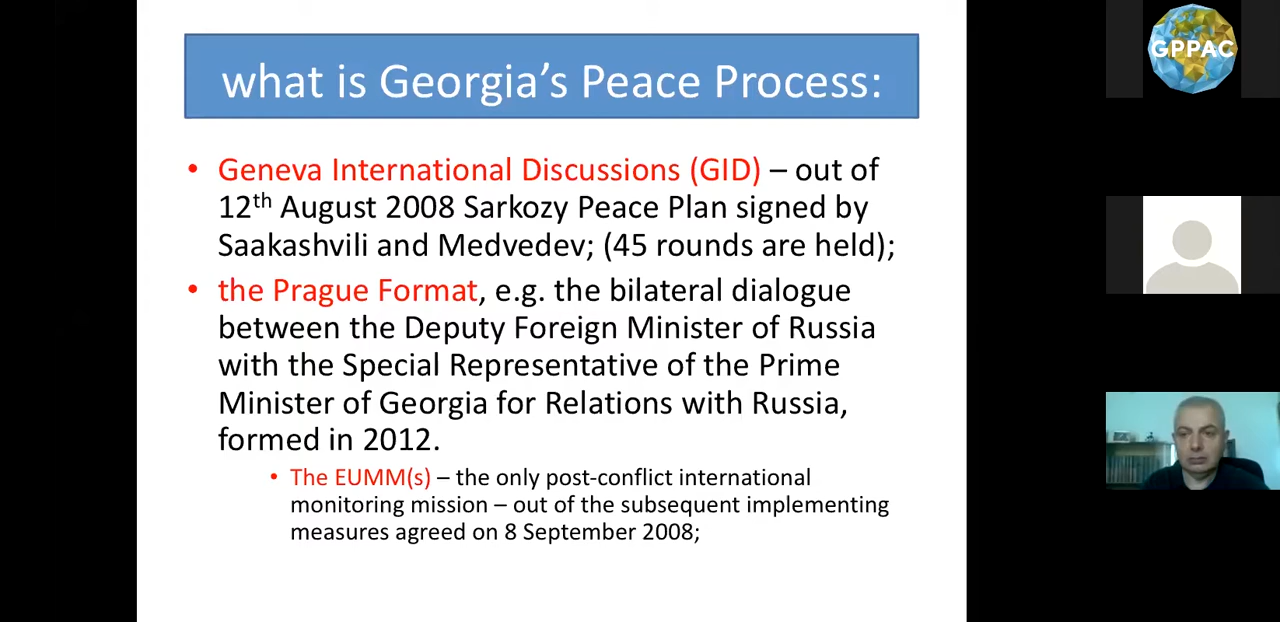 what is Georgia's Peace Process:
• Geneva International Discussions (GID) – out of
12th August 2008 Sarkozy Peace Plan signed by
Saakashvili and Medvedev; (45 rounds are held);
• the Prague Format, e.g. the bilateral dialogue
between the Deputy Foreign Minister of Russia
with the Special Representative of the Prime
Minister of Georgia for Relations with Russia,
formed in 2012.
• The EUMM(s) – the only post-conflict international
monitoring mission – out of the subsequent implementing
measures agreed on 8 September 2008;
GPPAC